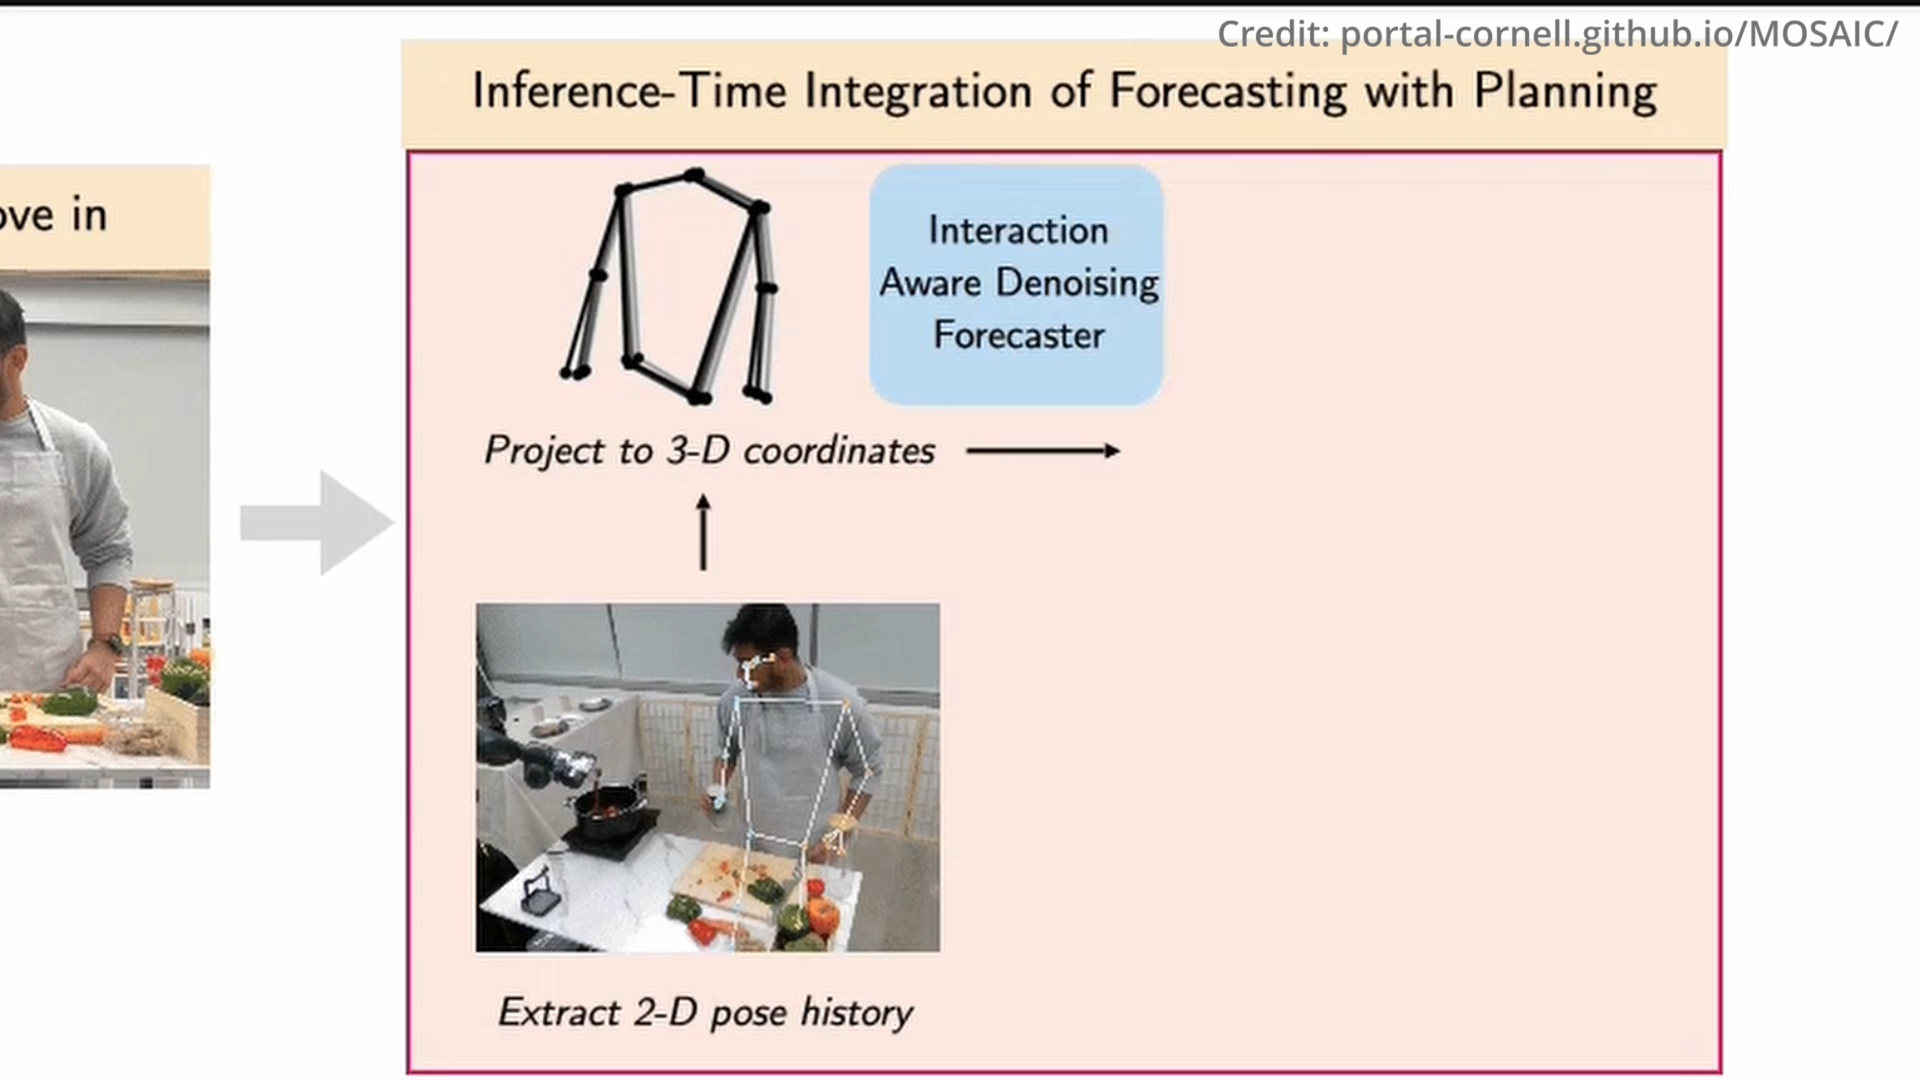 Credit: portal-cornell.github.io/MOSAIC/
Inference-Time Integration of Forecasting with Planning
ove in
Interaction
Aware Denoising
Forecaster
Project to 3-D coordinates
Extract 2-D pose history